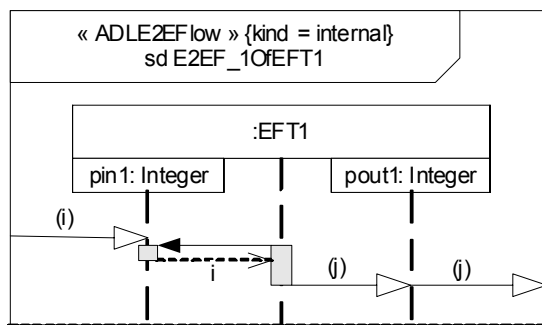 « ADLE2EFlow » {kind = internal}
sd E2EF_1OfEFT1
:EFT1
pin1: Integer
pout1: Integer
(i)
i
(j)
(j)